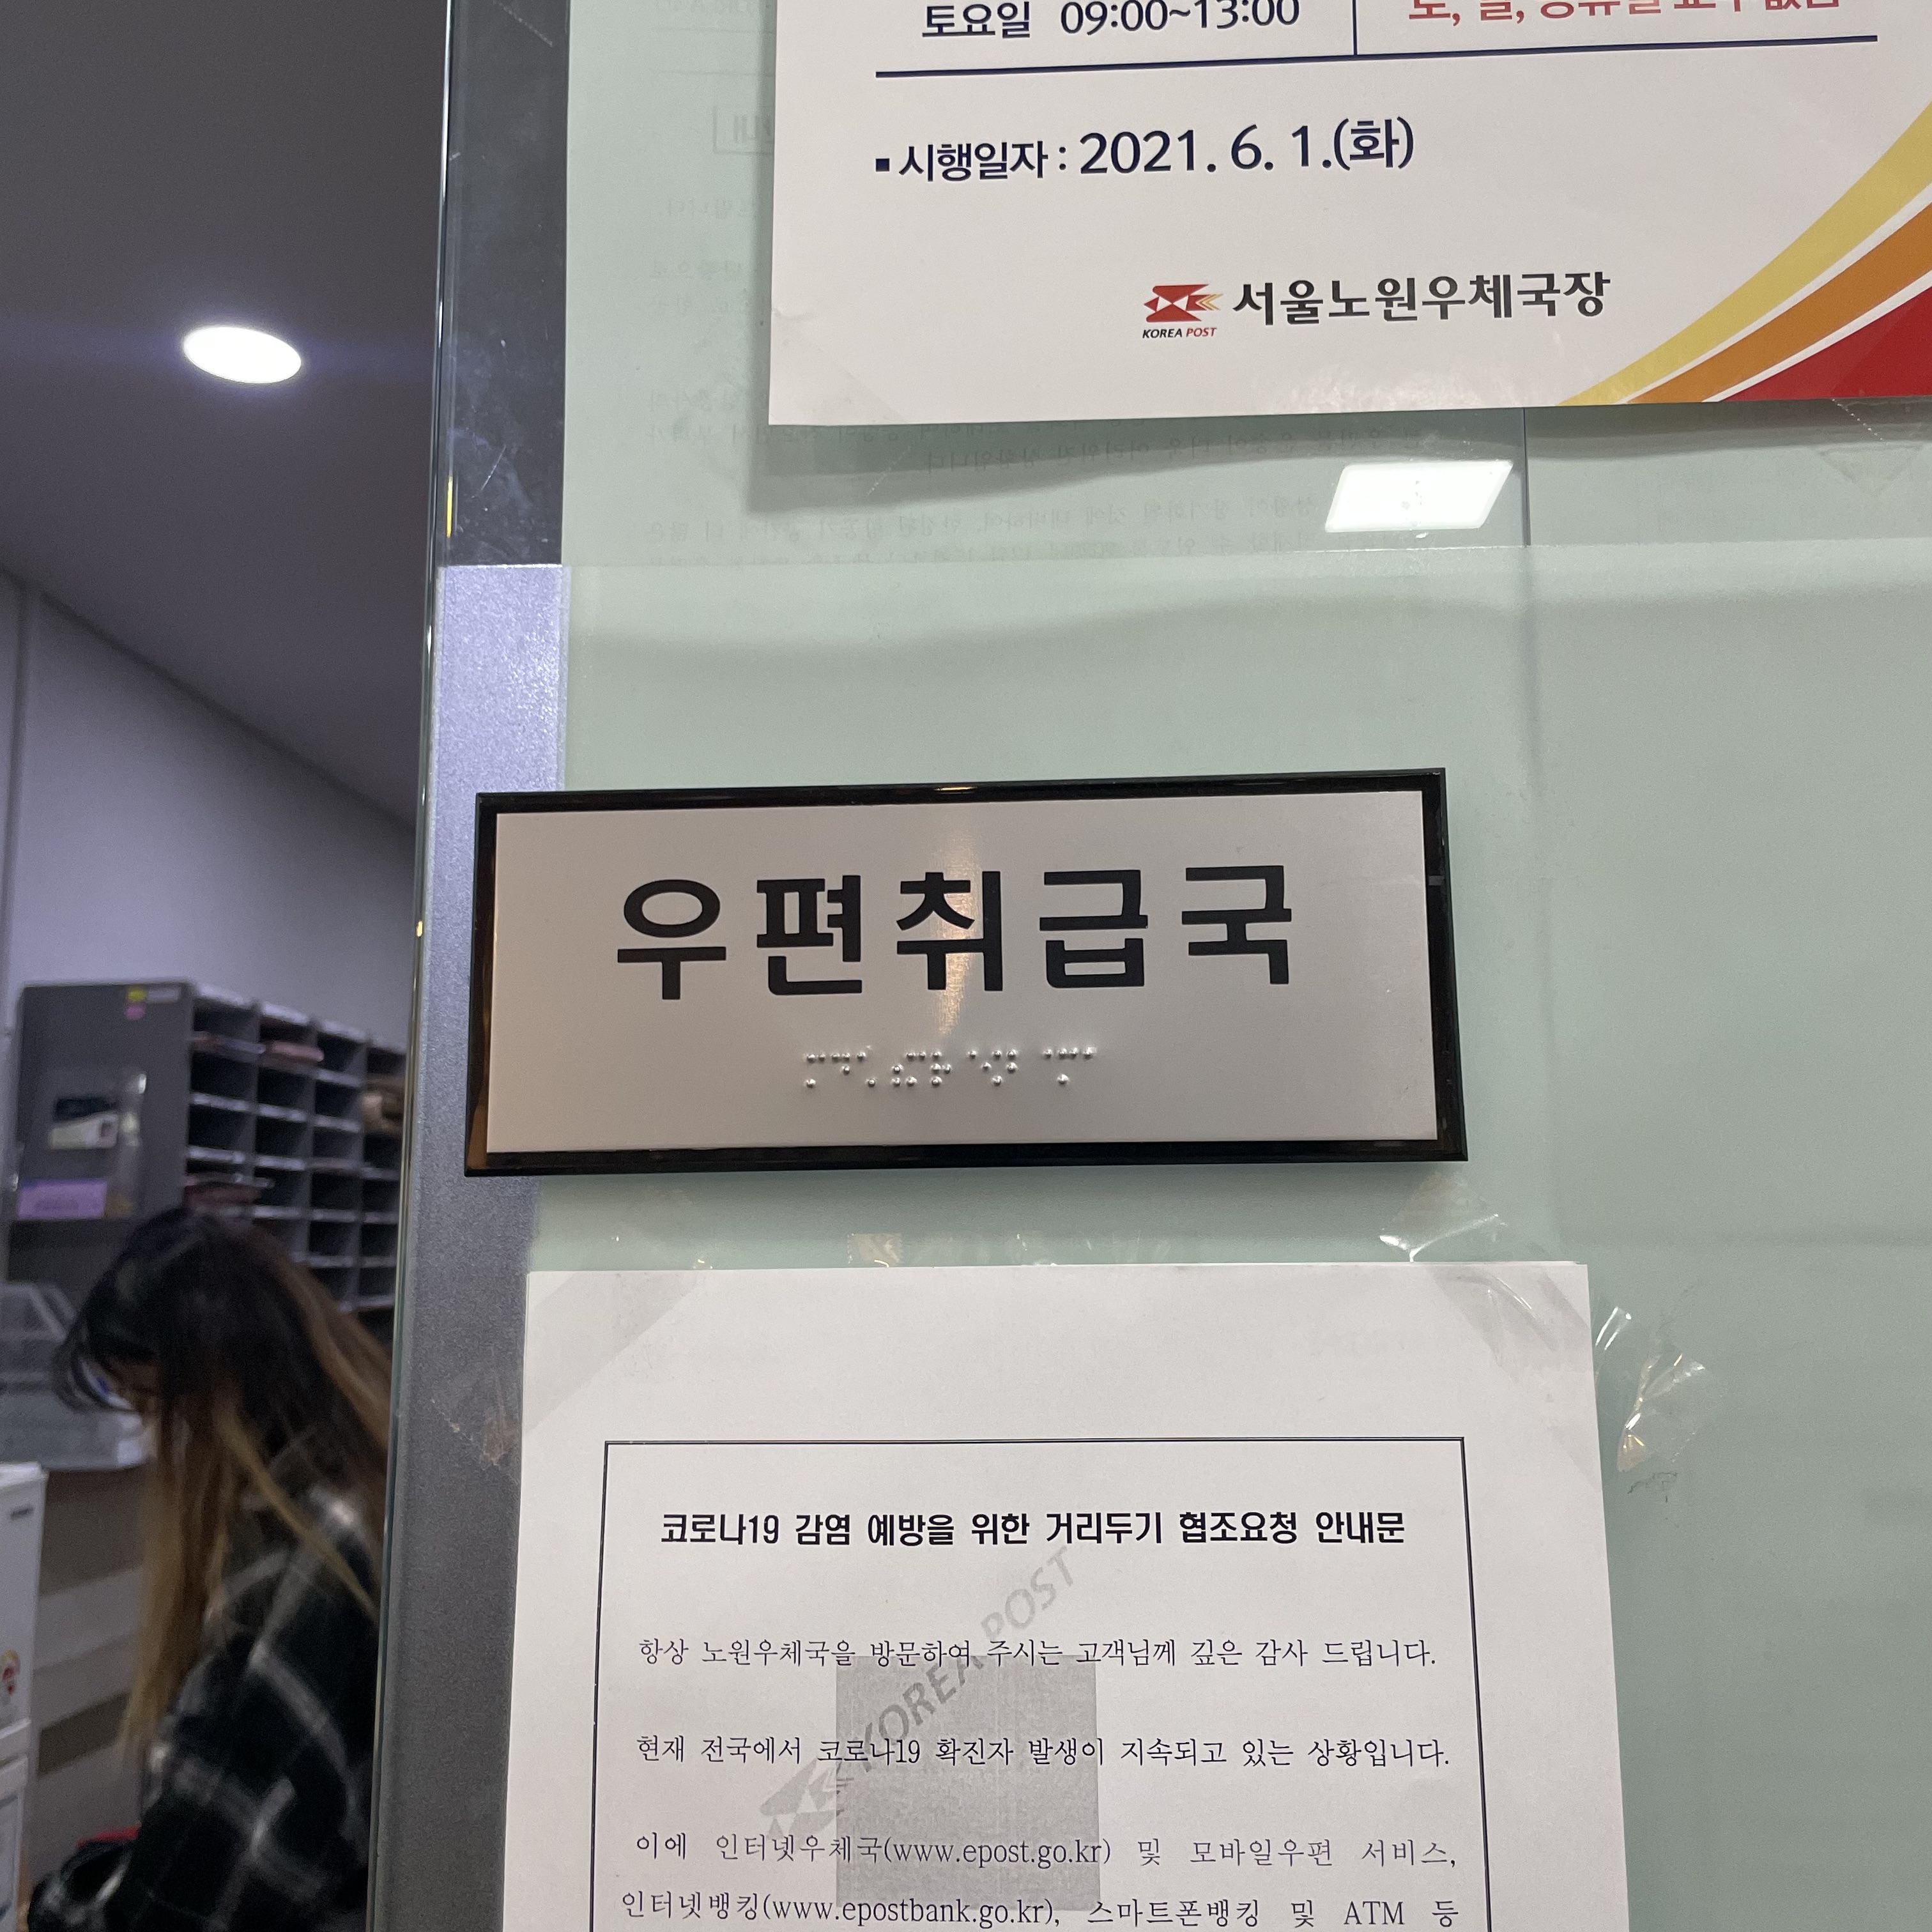 토요일 09:00~13:00
▪ 시행일자 : 2021. 6. 1.(화)
KOREA POST
서울노원우체국장
우편취급국
코로나19 감염 예방을 위한 거리두기 협조요청 안내문
KOREA POST
항상 노원우체국을 방문하여 주시는 고객님께 깊은 감사 드립니다.
현재 전국에서 코로나19 확진자 발생이 지속되고 있는 상황입니다.
이에 인터넷우체국(www.epost.go.kr) 및 모바일우편 서비스,
인터넷뱅킹(www.epostbank.go.kr), 스마트폰뱅킹 및 ATM 등